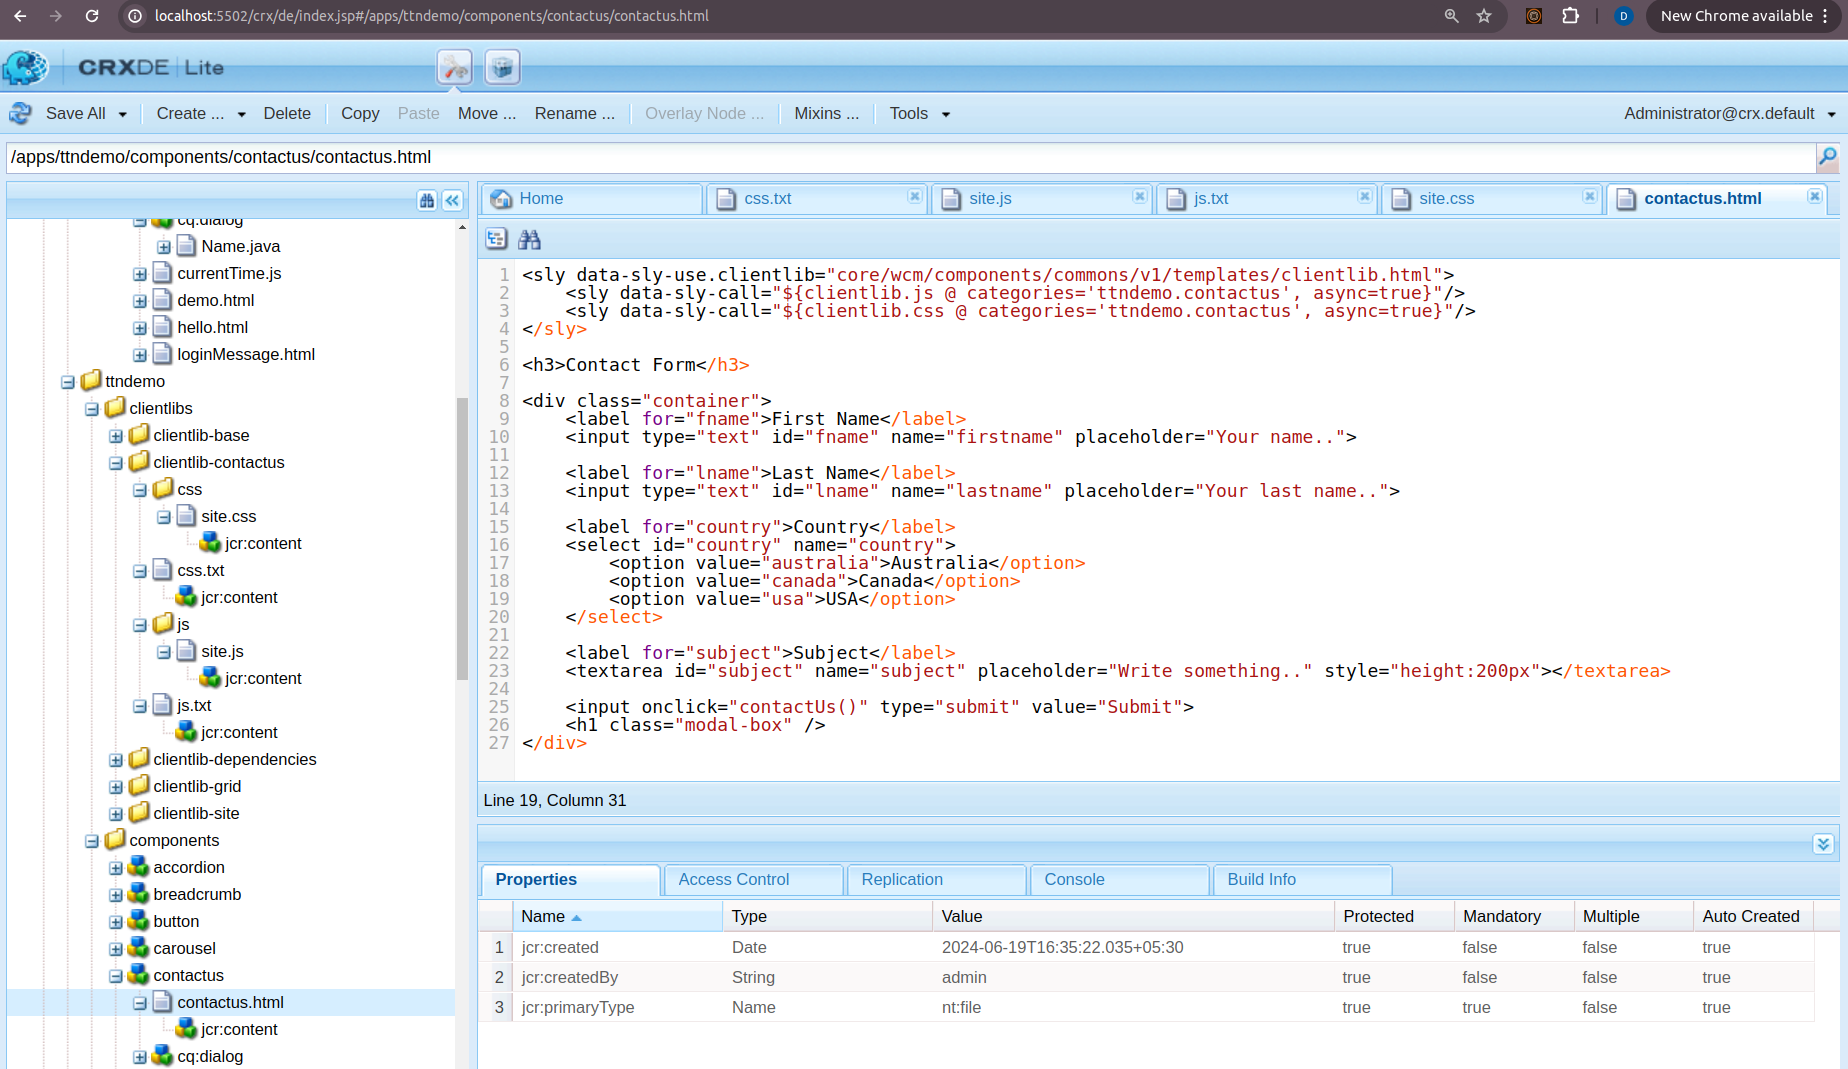 localhost:5502/crx/de/index.jsp#/apps/ttndemo/components/contactus/contactus.html
D
New Chrome available
CRXDE | Lite
Save All
Create ...
Delete
Copy
Paste
Move ...
Rename ...
Overlay Node ...
Mixins ...
Tools
Administrator@crx.default
/apps/ttndemo/components/contactus/contactus.html
cq:dialog
Name.java
currentTime.js
demo.html
hello.html
loginMessage.html
ttndemo
clientlibs
clientlib-base
clientlib-contactus
css
site.css
jcr:content
css.txt
jcr:content
js
site.js
jcr:content
js.txt
jcr:content
clientlib-dependencies
clientlib-grid
clientlib-site
components
accordion
breadcrumb
button
carousel
contactus
contactus.html
jcr:content
cq:dialog
Home
css.txt
site.js
js.txt
site.css
contactus.html
1 <sly data-sly-use.clientlib="core/wcm/components/commons/v1/templates/clientlib.html">
2     <sly data-sly-call="${clientlib.js @ categories='ttndemo.contactus', async=true}"/>
3     <sly data-sly-call="${clientlib.css @ categories='ttndemo.contactus', async=true}"/>
4 </sly>
5
6 <h3>Contact Form</h3>
7
8 <div class="container">
9     <label for="fname">First Name</label>
10     <input type="text" id="fname" name="firstname" placeholder="Your name..">
11
12     <label for="lname">Last Name</label>
13     <input type="text" id="lname" name="lastname" placeholder="Your last name..">
14
15     <label for="country">Country</label>
16     <select id="country" name="country">
17         <option value="australia">Australia</option>
18         <option value="canada">Canada</option>
19         <option value="usa">USA</option>
20     </select>
21
22     <label for="subject">Subject</label>
23     <textarea id="subject" name="subject" placeholder="Write something.." style="height:200px"></textarea>
24
25     <input onclick="contactUs()" type="submit" value="Submit">
26     <h1 class="modal-box" />
27 </div>
Line 19, Column 31
Properties
Access Control
Replication
Console
Build Info
Name Type Value Protected Mandatory Multiple Auto Created
1 jcr:created Date 2024-06-19T16:35:22.035+05:30 true false false true
2 jcr:createdBy String admin true false false true
3 jcr:primaryType Name nt:file true true false true